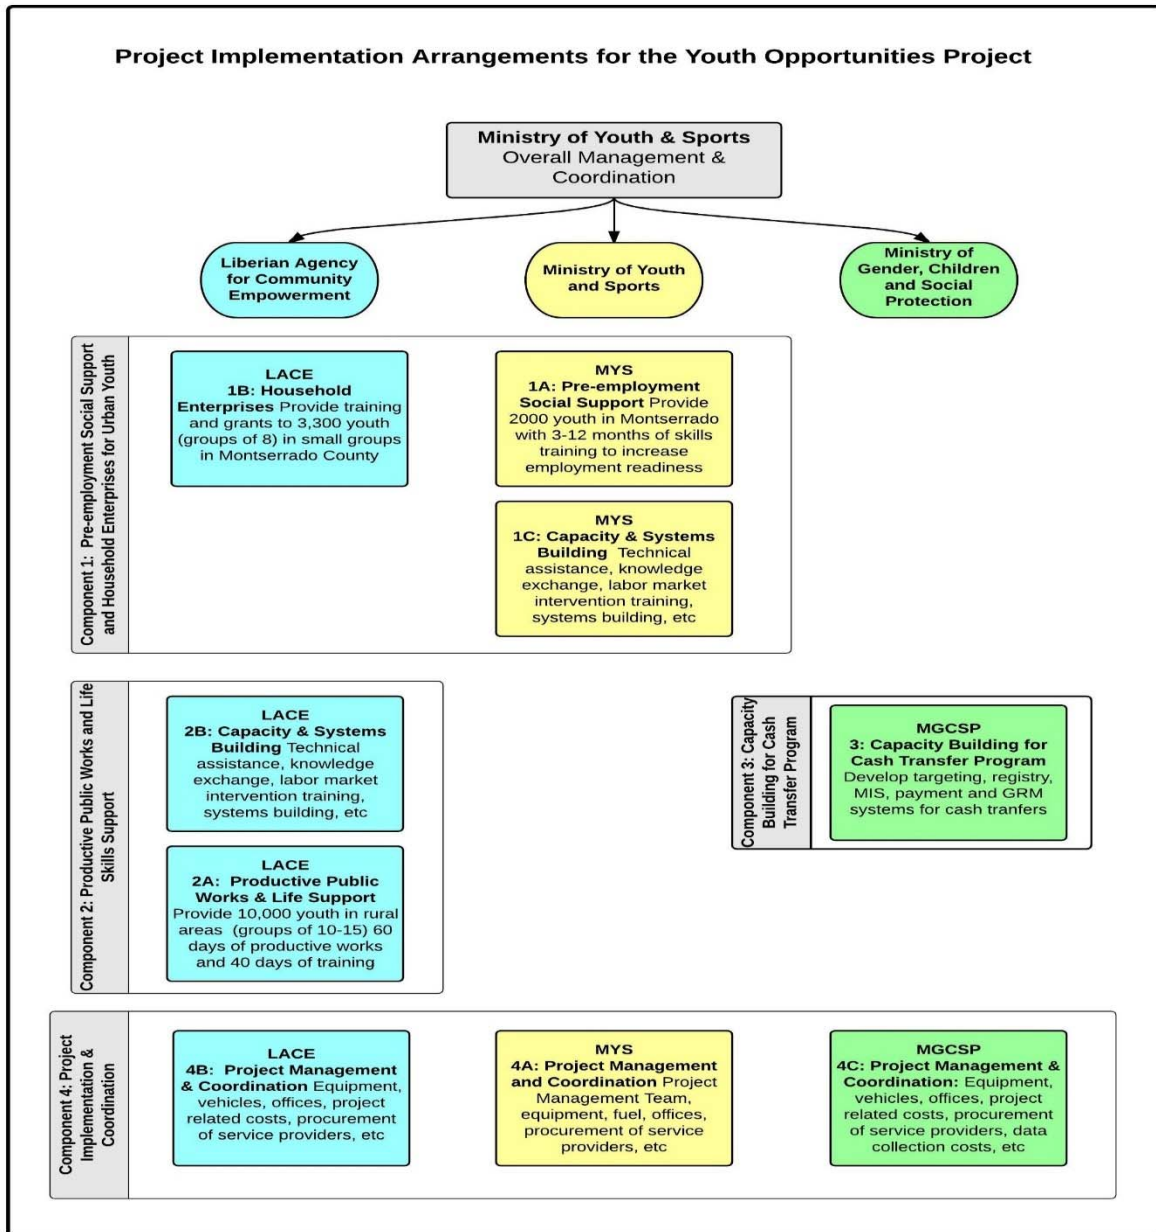 Project Implementation Arrangements for the Youth Opportunities Project
Ministry of Youth & Sports
Overall Management &
Coordination
Liberian Agency
for Community
Empowerment
Ministry of Youth
and Sports
Ministry of
Gender, Children
and Social
Protection
Component 1:  Pre-employment Social Support
and Household Enterprises for Urban Youth
LACE
1B: Household
Enterprises Provide training
and grants to 3,300 youth
(groups of 8) in small groups
in Montserrado County
MYS
1A: Pre-employment
Social Support Provide
2000 youth in Montserrado
with 3-12 months of skills
training to increase
employment readiness
MYS
1C: Capacity & Systems
Building  Technical
assistance, knowledge
exchange, labor market
intervention training,
systems building, etc
Component 2: Productive Public Works and Life
Skills Support
LACE
2B: Capacity & Systems
Building Technical
assistance, knowledge
exchange, labor market
intervention training,
systems building, etc
LACE
2A:  Productive Public
Works & Life Support
Provide 10,000 youth in rural
areas  (groups of 10-15) 60
days of productive works
and 40 days of training
Component 3: Capacity
Building for Cash
Transfer Program
MGCSP
3: Capacity Building for
Cash Transfer Program
Develop targeting, registry,
MIS, payment and GRM
systems for cash tranfers
Component 4: Project
Implementation &
Coordination
LACE
4B:  Project Management
& Coordination Equipment,
vehicles, offices, project
related costs, procurement
of service providers, etc
MYS
4A: Project Management
and Coordination Project
Management Team,
equipment, fuel, offices,
procurement of service
providers, etc
MGCSP
4C: Project Management &
Coordination: Equipment,
vehicles, offices, project
related costs, procurement
of service providers, data
collection costs, etc